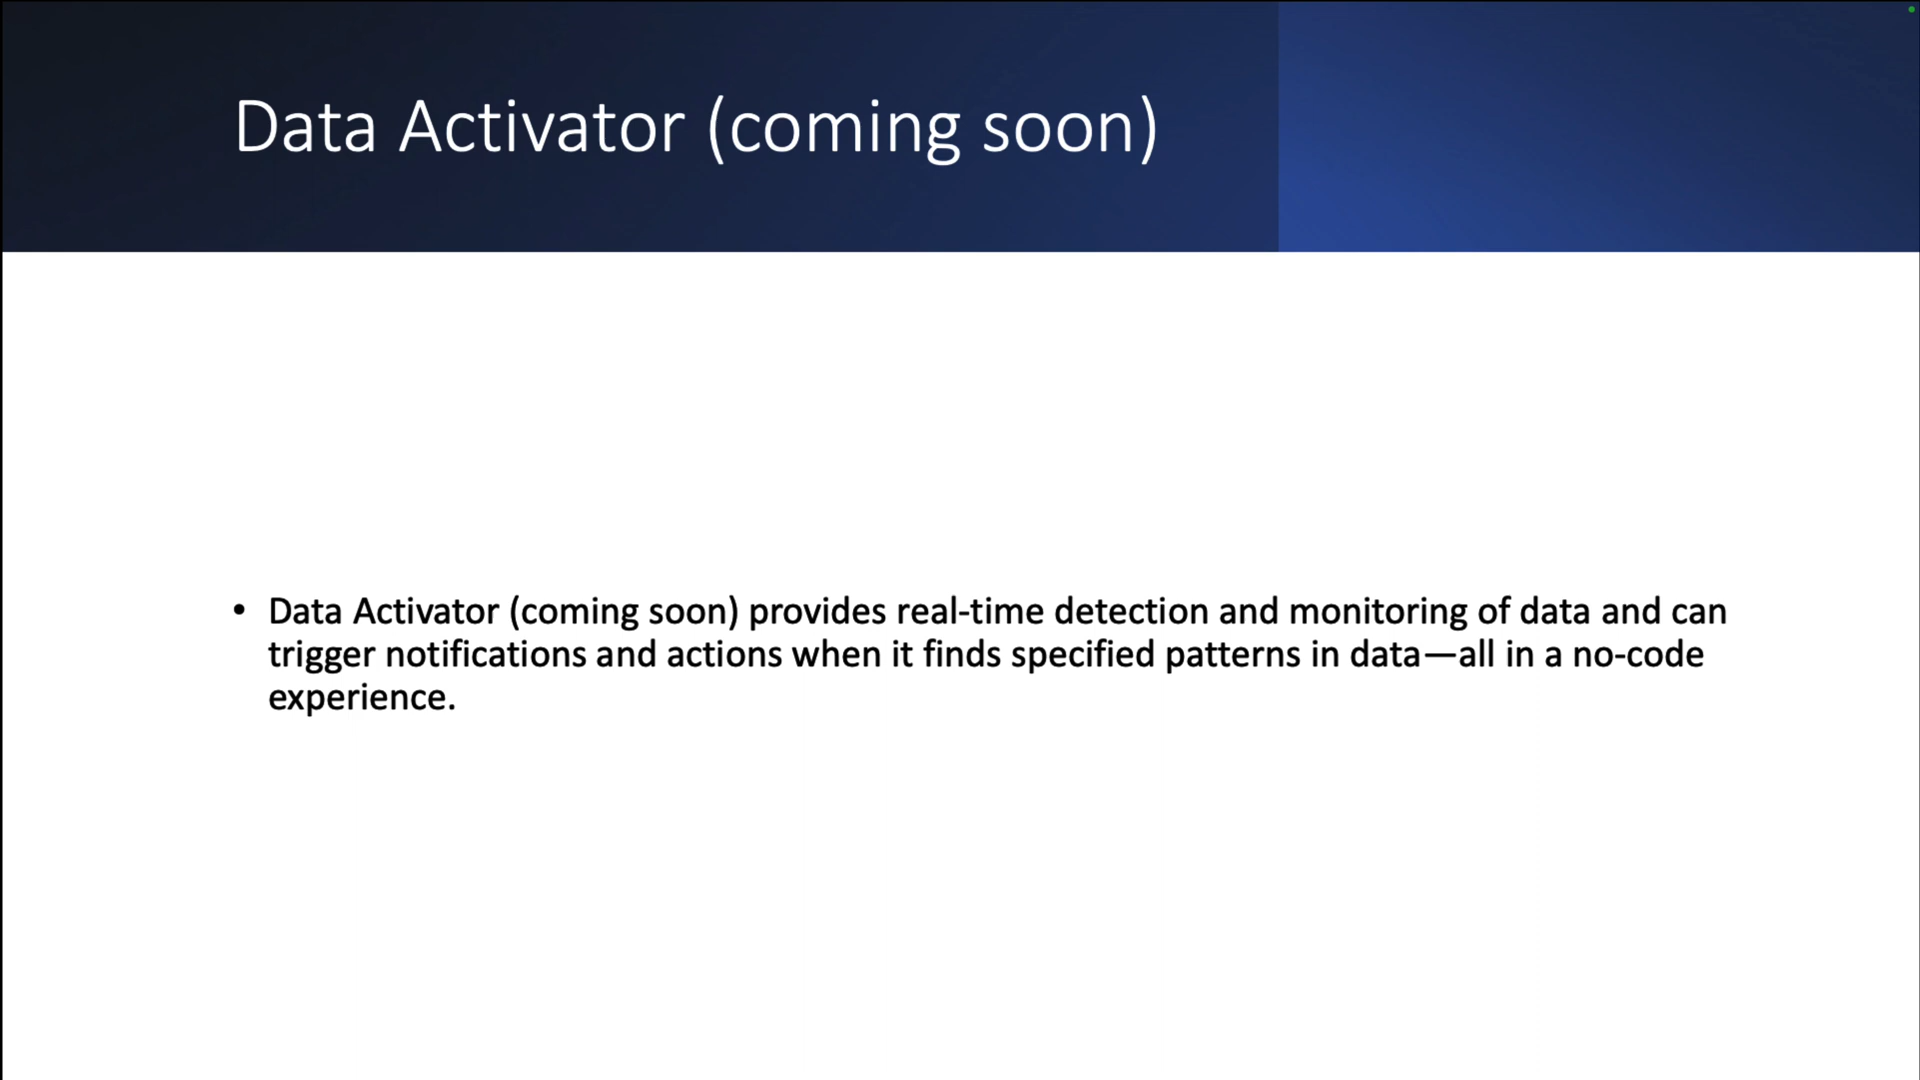 Data Activator (coming soon)
• Data Activator (coming soon) provides real-time detection and monitoring of data and can
trigger notifications and actions when it finds specified patterns in data—all in a no-code
experience.